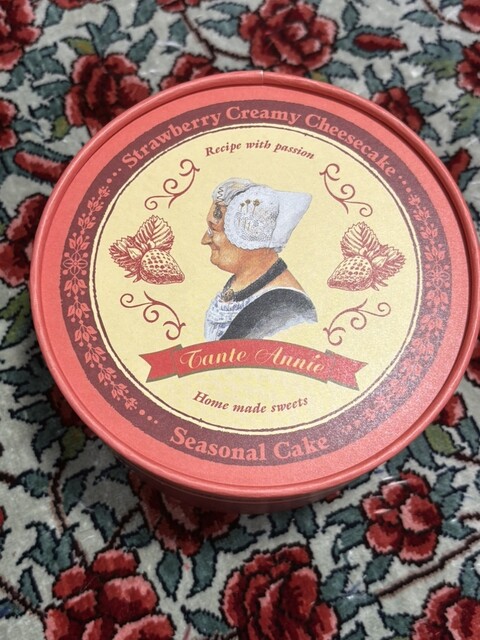 Strawberry Creamy Cheesecake
Recipe with passion
Tante Annie
Home made sweets
Seasonal Cake